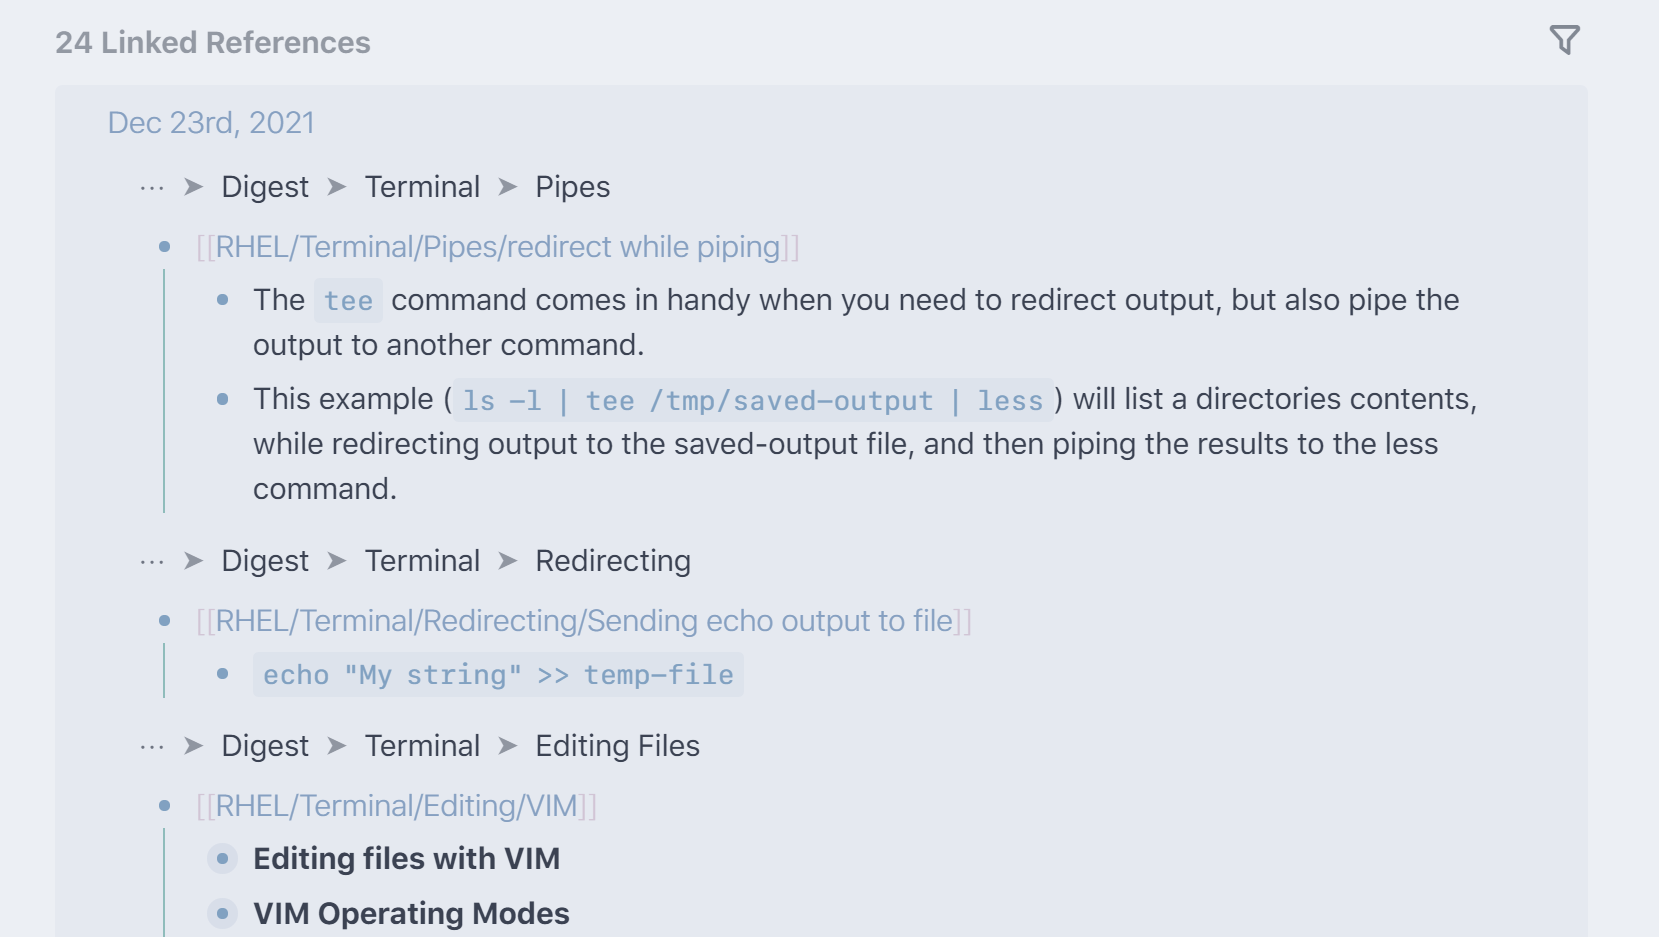 24 Linked References
Dec 23rd, 2021
··· ➤ Digest ➤ Terminal ➤ Pipes
[[RHEL/Terminal/Pipes/redirect while piping]]
The tee command comes in handy when you need to redirect output, but also pipe the
output to another command.
This example (ls -l | tee /tmp/saved-output | less) will list a directories contents,
while redirecting output to the saved-output file, and then piping the results to the less
command.
··· ➤ Digest ➤ Terminal ➤ Redirecting
[[RHEL/Terminal/Redirecting/Sending echo output to file]]
echo "My string" >> temp-file
··· ➤ Digest ➤ Terminal ➤ Editing Files
[[RHEL/Terminal/Editing/VIM]]
Editing files with VIM
VIM Operating Modes